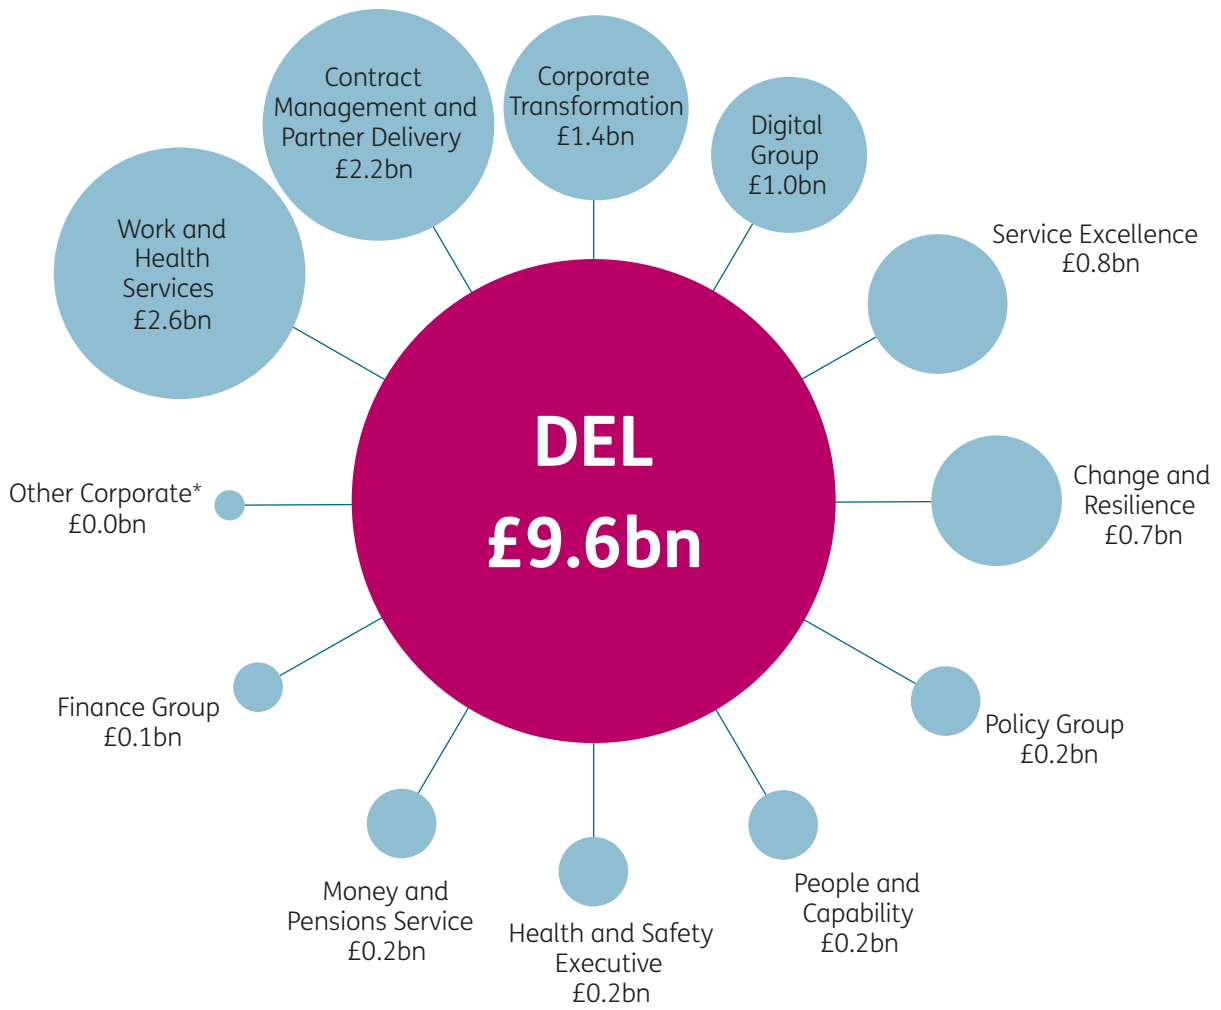 DEL
£9.6bn
Contract
Management and
Partner Delivery
£2.2bn
Corporate
Transformation
£1.4bn
Digital
Group
£1.0bn
Service Excellence
£0.8bn
Change and
Resilience
£0.7bn
Policy Group
£0.2bn
People and
Capability
£0.2bn
Health and Safety
Executive
£0.2bn
Money and
Pensions Service
£0.2bn
Finance Group
£0.1bn
Other Corporate*
£0.0bn
Work and
Health
Services
£2.6bn